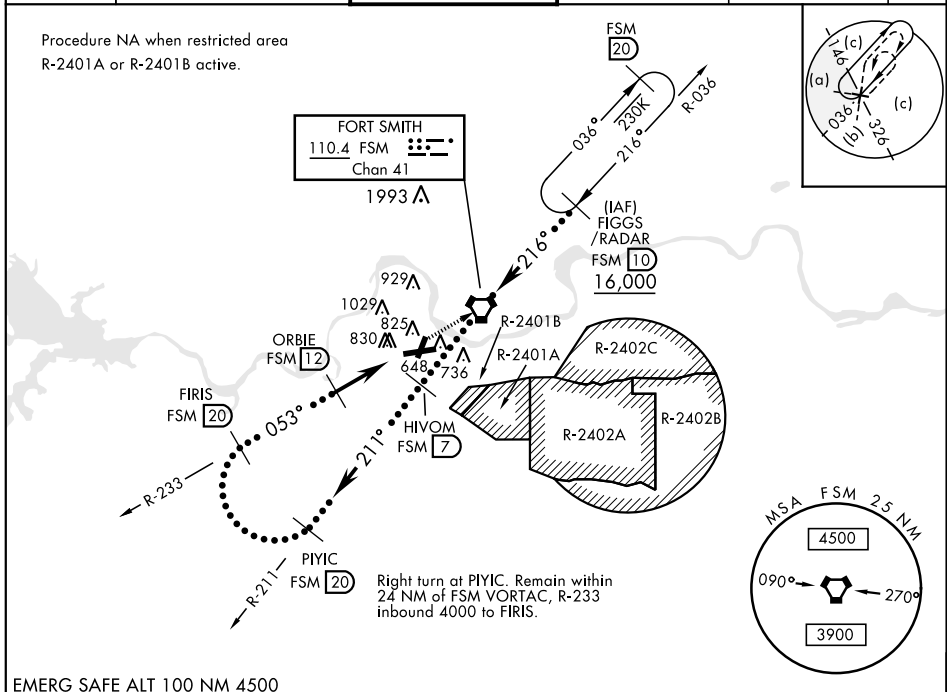 Procedure NA when restricted area
R-2401A or R-2401B active.
FSM
20
R-036
036°
230K
216°
146
(c)
(a)
(c)
036
(b)
326
FORT SMITH
110.4 FSM
Chan 41
1993
(IAF)
FIGGS
/RADAR
FSM 10
16,000
216°
929
1029
825
830
648
736
ORBIE
FSM 12
R-2401B
R-2401A
R-2402C
R-2402A
R-2402B
FIRIS
FSM 20
053°
HIVOM
FSM 7
211°
R-233
PIYIC
FSM 20
R-211
Right turn at PIYIC. Remain within
24 NM of FSM VORTAC, R-233
inbound 4000 to FIRIS.
MSA FSM 25 NM
4500
090°
270°
3900
EMERG SAFE ALT 100 NM 4500